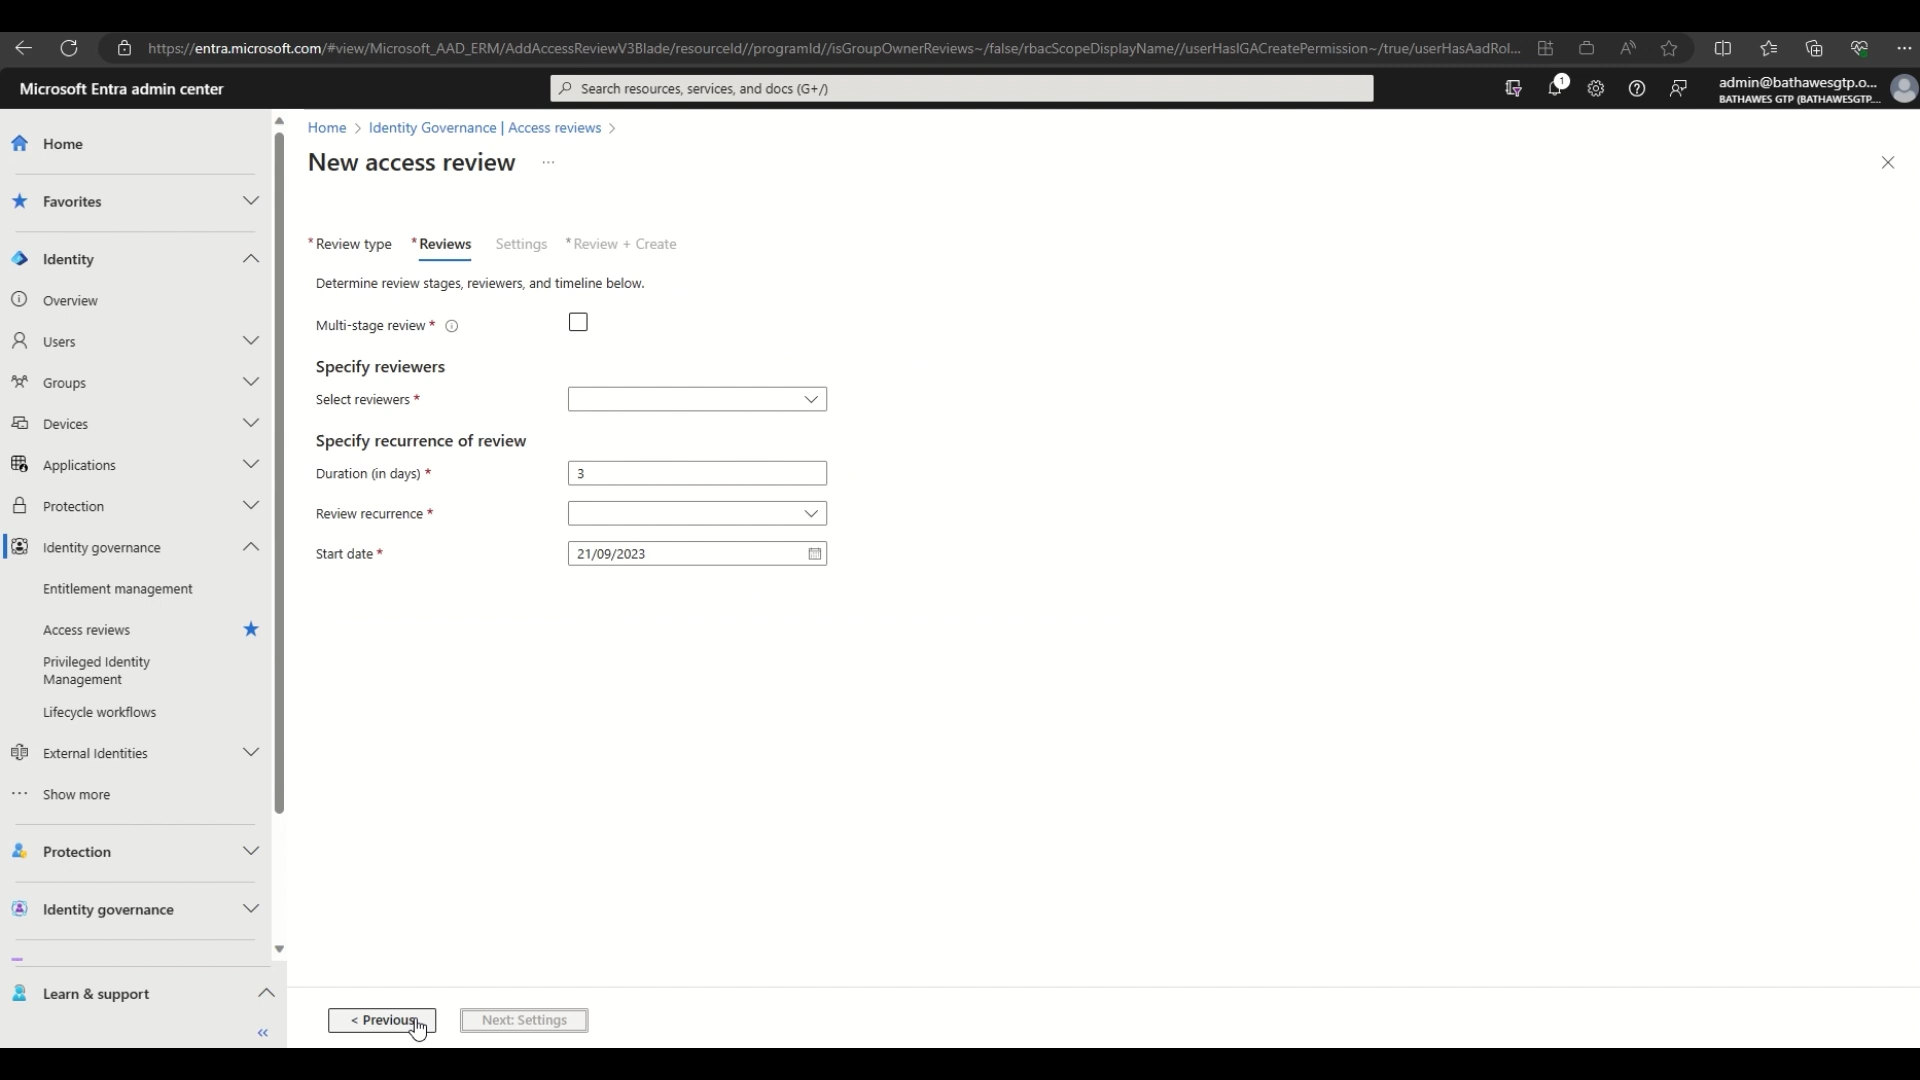 https://entra.microsoft.com/#view/Microsoft_AAD_ERM/AddAccessReviewV3Blade/resourceId//programId//isGroupOwnerReviews~/false/rbacScopeDisplayName//userHasIGACreatePermission~/true/userHasAadRol...
Microsoft Entra admin center
Search resources, services, and docs (G+/)
1
admin@bathawesgtp.o...
BATHAWES GTP (BATHAWESGTP....
Home
Favorites
Identity
Overview
Users
Groups
Devices
Applications
Protection
Identity governance
Entitlement management
Access reviews
Privileged Identity
Management
Lifecycle workflows
External Identities
Show more
Protection
Identity governance
Learn & support
Home > Identity Governance | Access reviews >
New access review ...
* Review type * Reviews Settings * Review + Create
Determine review stages, reviewers, and timeline below.
Multi-stage review *
Specify reviewers
Select reviewers *
Specify recurrence of review
Duration (in days) * 3
Review recurrence *
Start date * 21/09/2023
< Previous Next: Settings